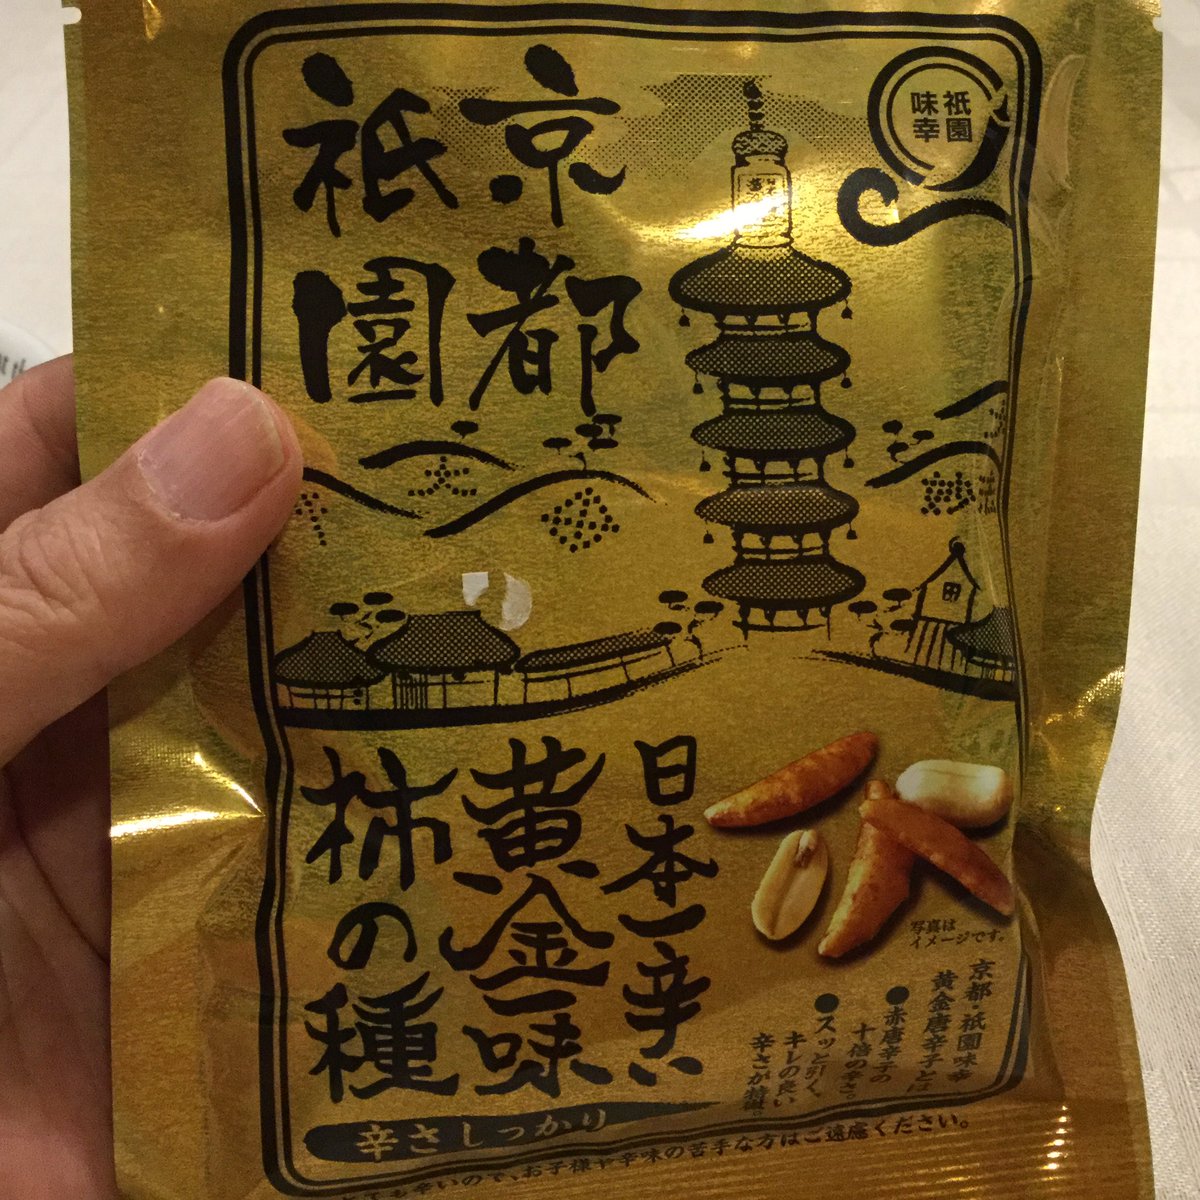 京都
祇園
祇園
味幸
日本一辛い
黄金一味
柿の種
写真は
イメージです。
京都 祇園味幸
黄金唐辛子とは
●赤唐辛子の
十倍の辛さ。
●スッと引く、
キレの良い
辛さが特徴。
辛さしっかり
辛いので、お子様や辛味の苦手な方はご遠慮ください。